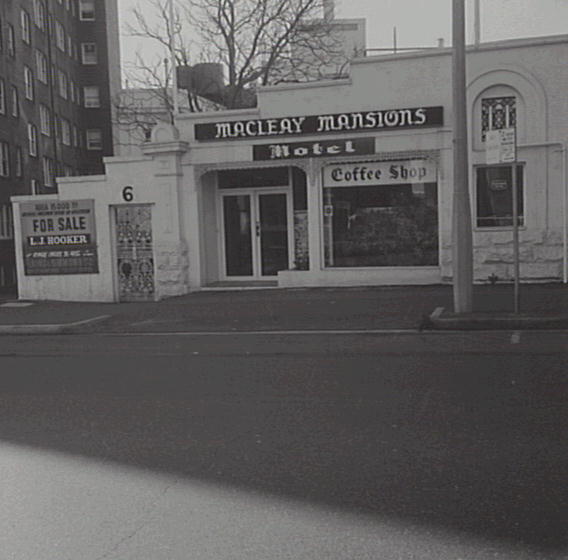 MACLEAY MANSIONS
Motel
Coffee Shop
6
FOR SALE
L.J. HOOKER